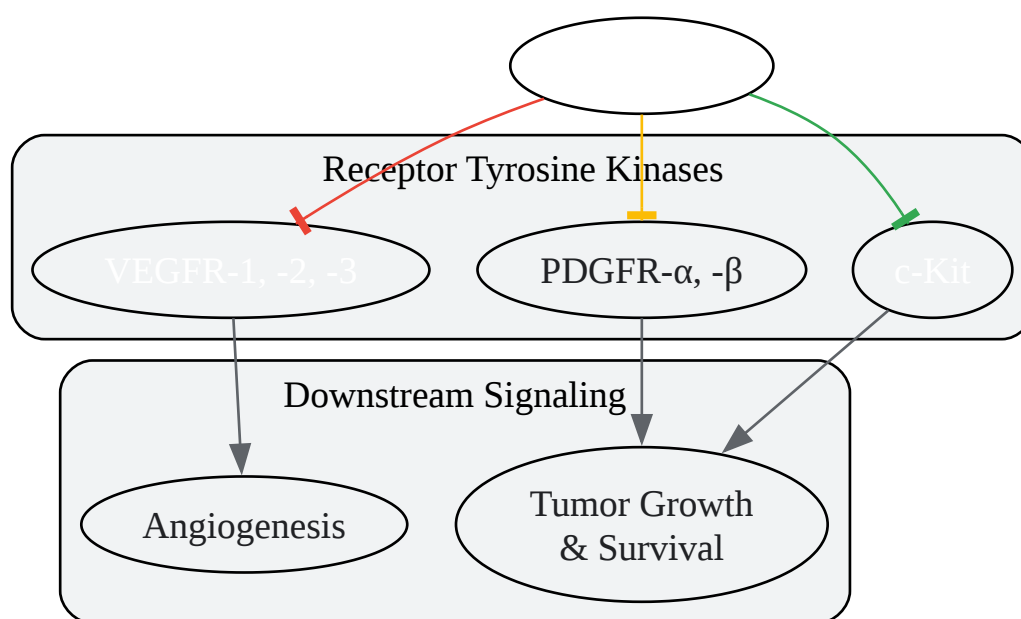 Receptor Tyrosine Kinases
VEGFR-1, -2, -3
PDGFR-α, -β
c-Kit
Downstream Signaling
Angiogenesis
Tumor Growth
& Survival